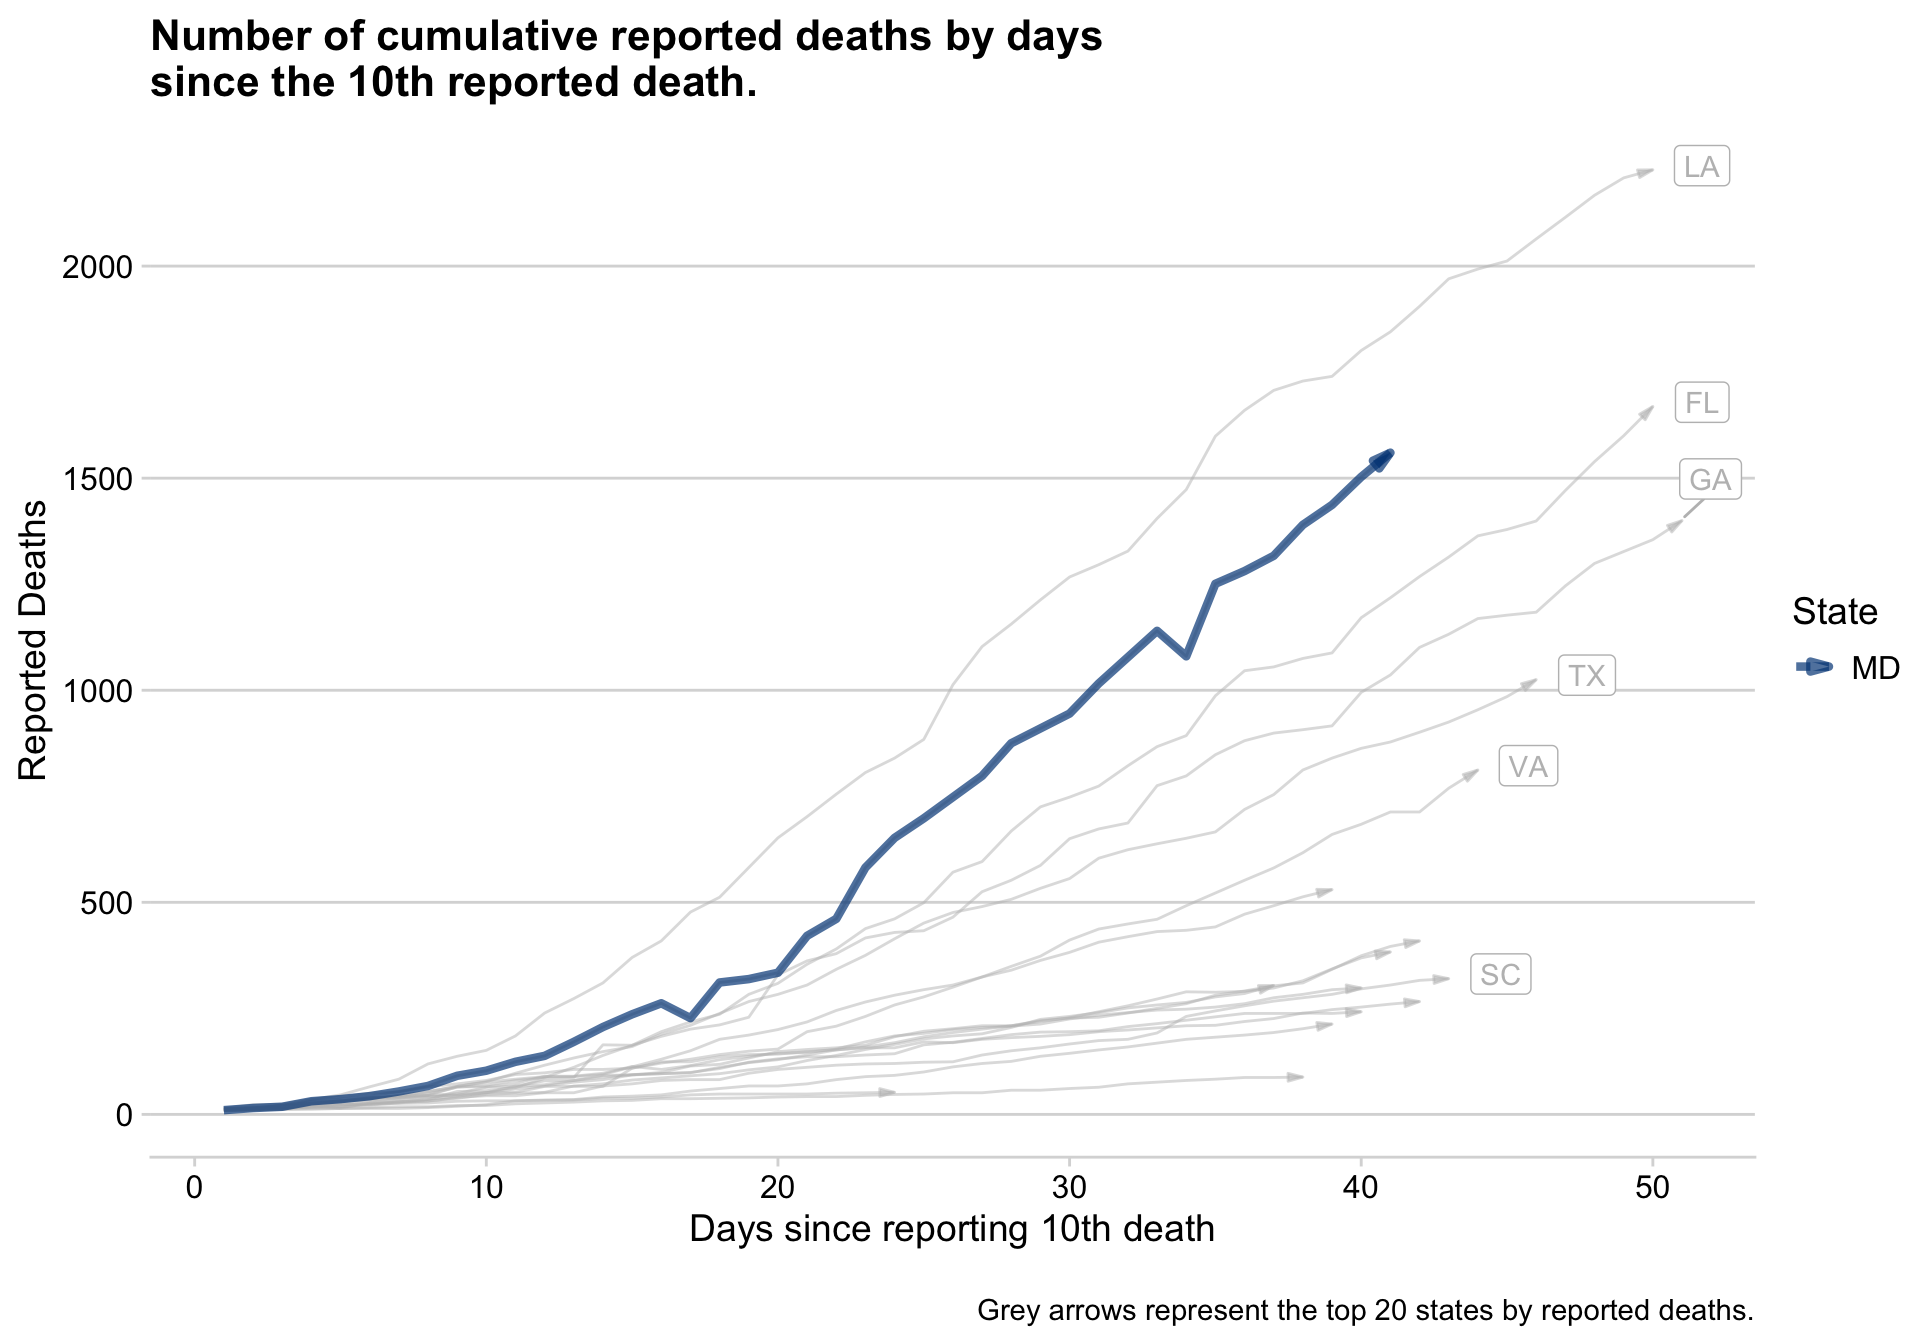 Number of cumulative reported deaths by days
since the 10th reported death.
LA
2000
FL
1500
GA
Reported Deaths
State
MD
1000
TX
VA
500
SC
0
0 10 20 30 40 50
Days since reporting 10th death
Grey arrows represent the top 20 states by reported deaths.